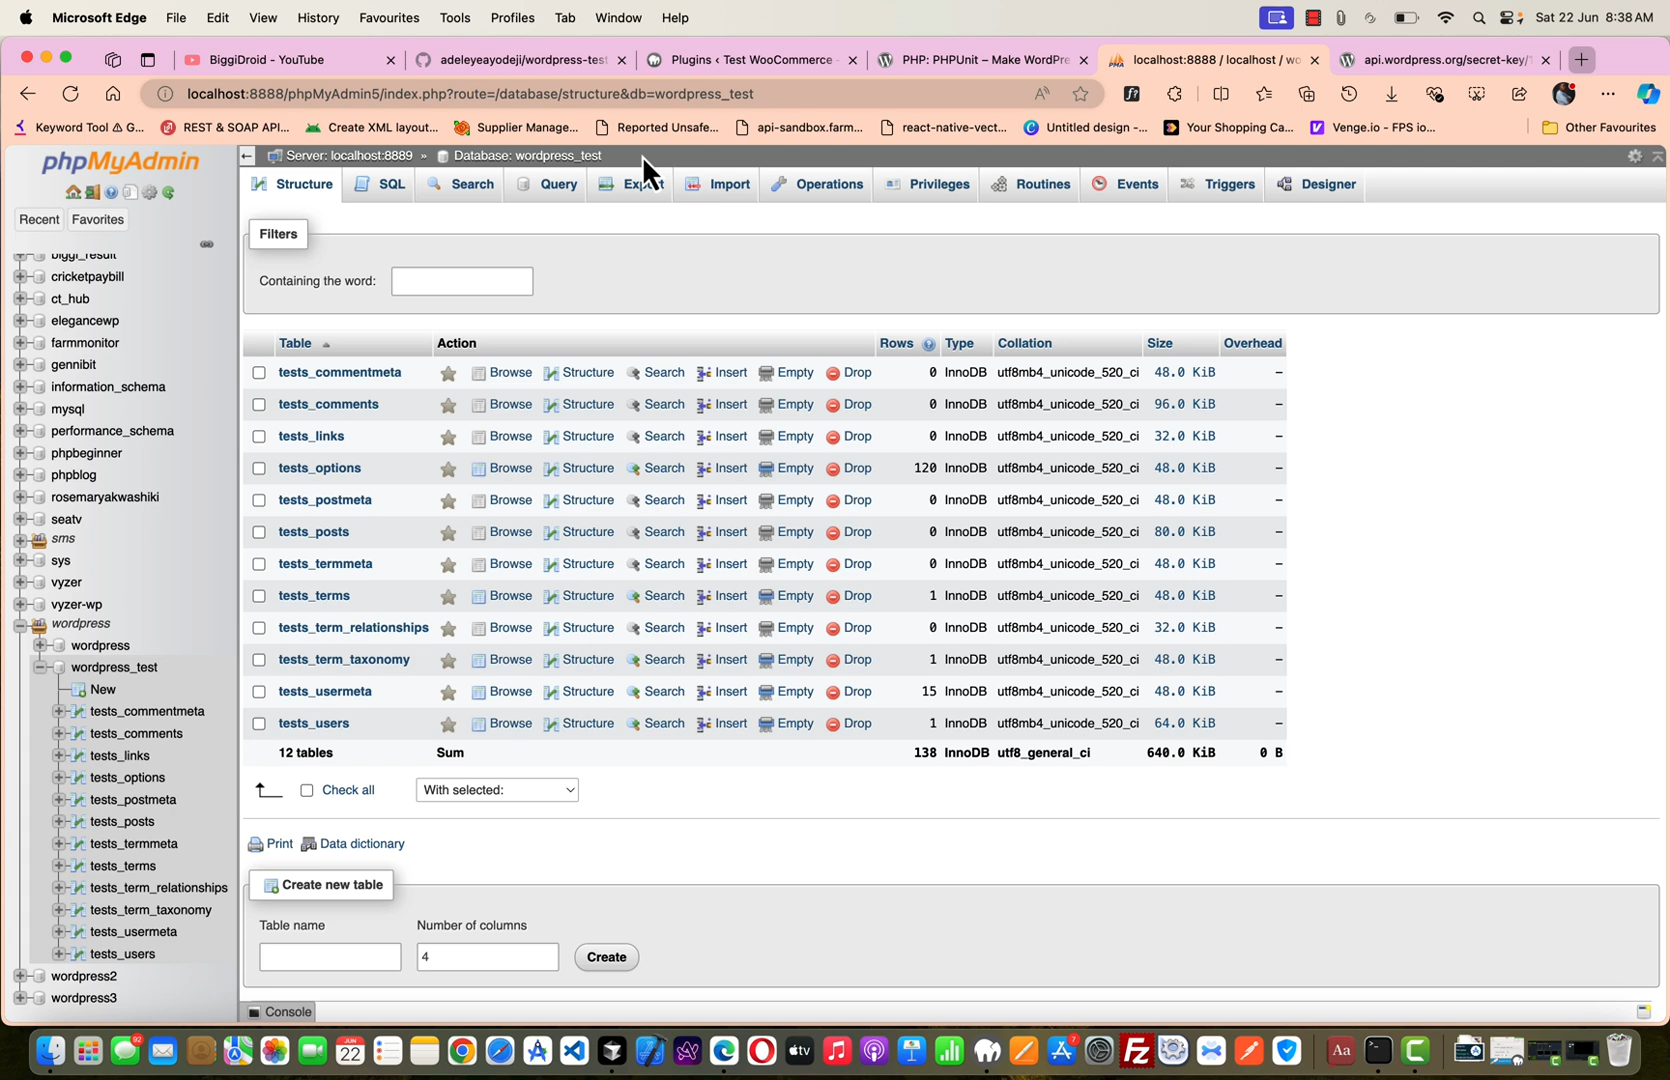 Microsoft Edge File Edit View History Favourites Tools Profiles Tab Window Help Sat 22 Jun 8:38 AM
BiggiDroid - YouTube adeleyeayodeji/wordpress-test Plugins ‹ Test WooCommerce PHP: PHPUnit – Make WordPre localhost:8888 / localhost / wo api.wordpress.org/secret-key/
localhost:8888/phpMyAdmin5/index.php?route=/database/structure&db=wordpress_test
Keyword Tool ⚠ G... REST & SOAP API... Create XML layout... Supplier Manage... Reported Unsafe... api-sandbox.farm... react-native-vect... Untitled design -... Your Shopping Ca... Venge.io - FPS io... Other Favourites
phpMyAdmin
Recent Favorites
biggi_result
cricketpaybill
ct_hub
elegancewp
farmmonitor
gennibit
information_schema
mysql
performance_schema
phpbeginner
phpblog
rosemaryakwashiki
seatv
sms
sys
vyzer
vyzer-wp
wordpress
wordpress
wordpress_test
New
tests_commentmeta
tests_comments
tests_links
tests_options
tests_postmeta
tests_posts
tests_termmeta
tests_terms
tests_term_relationships
tests_term_taxonomy
tests_usermeta
tests_users
wordpress2
wordpress3
Server: localhost:8889 » Database: wordpress_test
Structure SQL Search Query Export Import Operations Privileges Routines Events Triggers Designer
Filters
Containing the word:
Table Action Rows Type Collation Size Overhead
tests_commentmeta Browse Structure Search Insert Empty Drop 0 InnoDB utf8mb4_unicode_520_ci 48.0 KiB –
tests_comments Browse Structure Search Insert Empty Drop 0 InnoDB utf8mb4_unicode_520_ci 96.0 KiB –
tests_links Browse Structure Search Insert Empty Drop 0 InnoDB utf8mb4_unicode_520_ci 32.0 KiB –
tests_options Browse Structure Search Insert Empty Drop 120 InnoDB utf8mb4_unicode_520_ci 48.0 KiB –
tests_postmeta Browse Structure Search Insert Empty Drop 0 InnoDB utf8mb4_unicode_520_ci 48.0 KiB –
tests_posts Browse Structure Search Insert Empty Drop 0 InnoDB utf8mb4_unicode_520_ci 80.0 KiB –
tests_termmeta Browse Structure Search Insert Empty Drop 0 InnoDB utf8mb4_unicode_520_ci 48.0 KiB –
tests_terms Browse Structure Search Insert Empty Drop 1 InnoDB utf8mb4_unicode_520_ci 48.0 KiB –
tests_term_relationships Browse Structure Search Insert Empty Drop 0 InnoDB utf8mb4_unicode_520_ci 32.0 KiB –
tests_term_taxonomy Browse Structure Search Insert Empty Drop 1 InnoDB utf8mb4_unicode_520_ci 48.0 KiB –
tests_usermeta Browse Structure Search Insert Empty Drop 15 InnoDB utf8mb4_unicode_520_ci 48.0 KiB –
tests_users Browse Structure Search Insert Empty Drop 1 InnoDB utf8mb4_unicode_520_ci 64.0 KiB –
12 tables Sum 138 InnoDB utf8_general_ci 640.0 KiB 0 B
Check all With selected:
Print Data dictionary
Create new table
Table name Number of columns
4 Create
Console